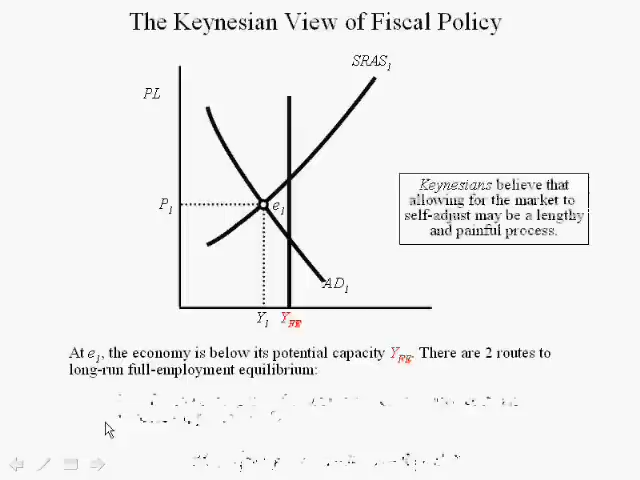 The Keynesian View of Fiscal Policy
SRAS1
PL
Keynesians believe that
allowing for the market to
self-adjust may be a lengthy
and painful process.
P1
e1
AD1
Y1 YFE
At e1, the economy is below its potential capacity YFE. There are 2 routes to
long-run full-employment equilibrium: